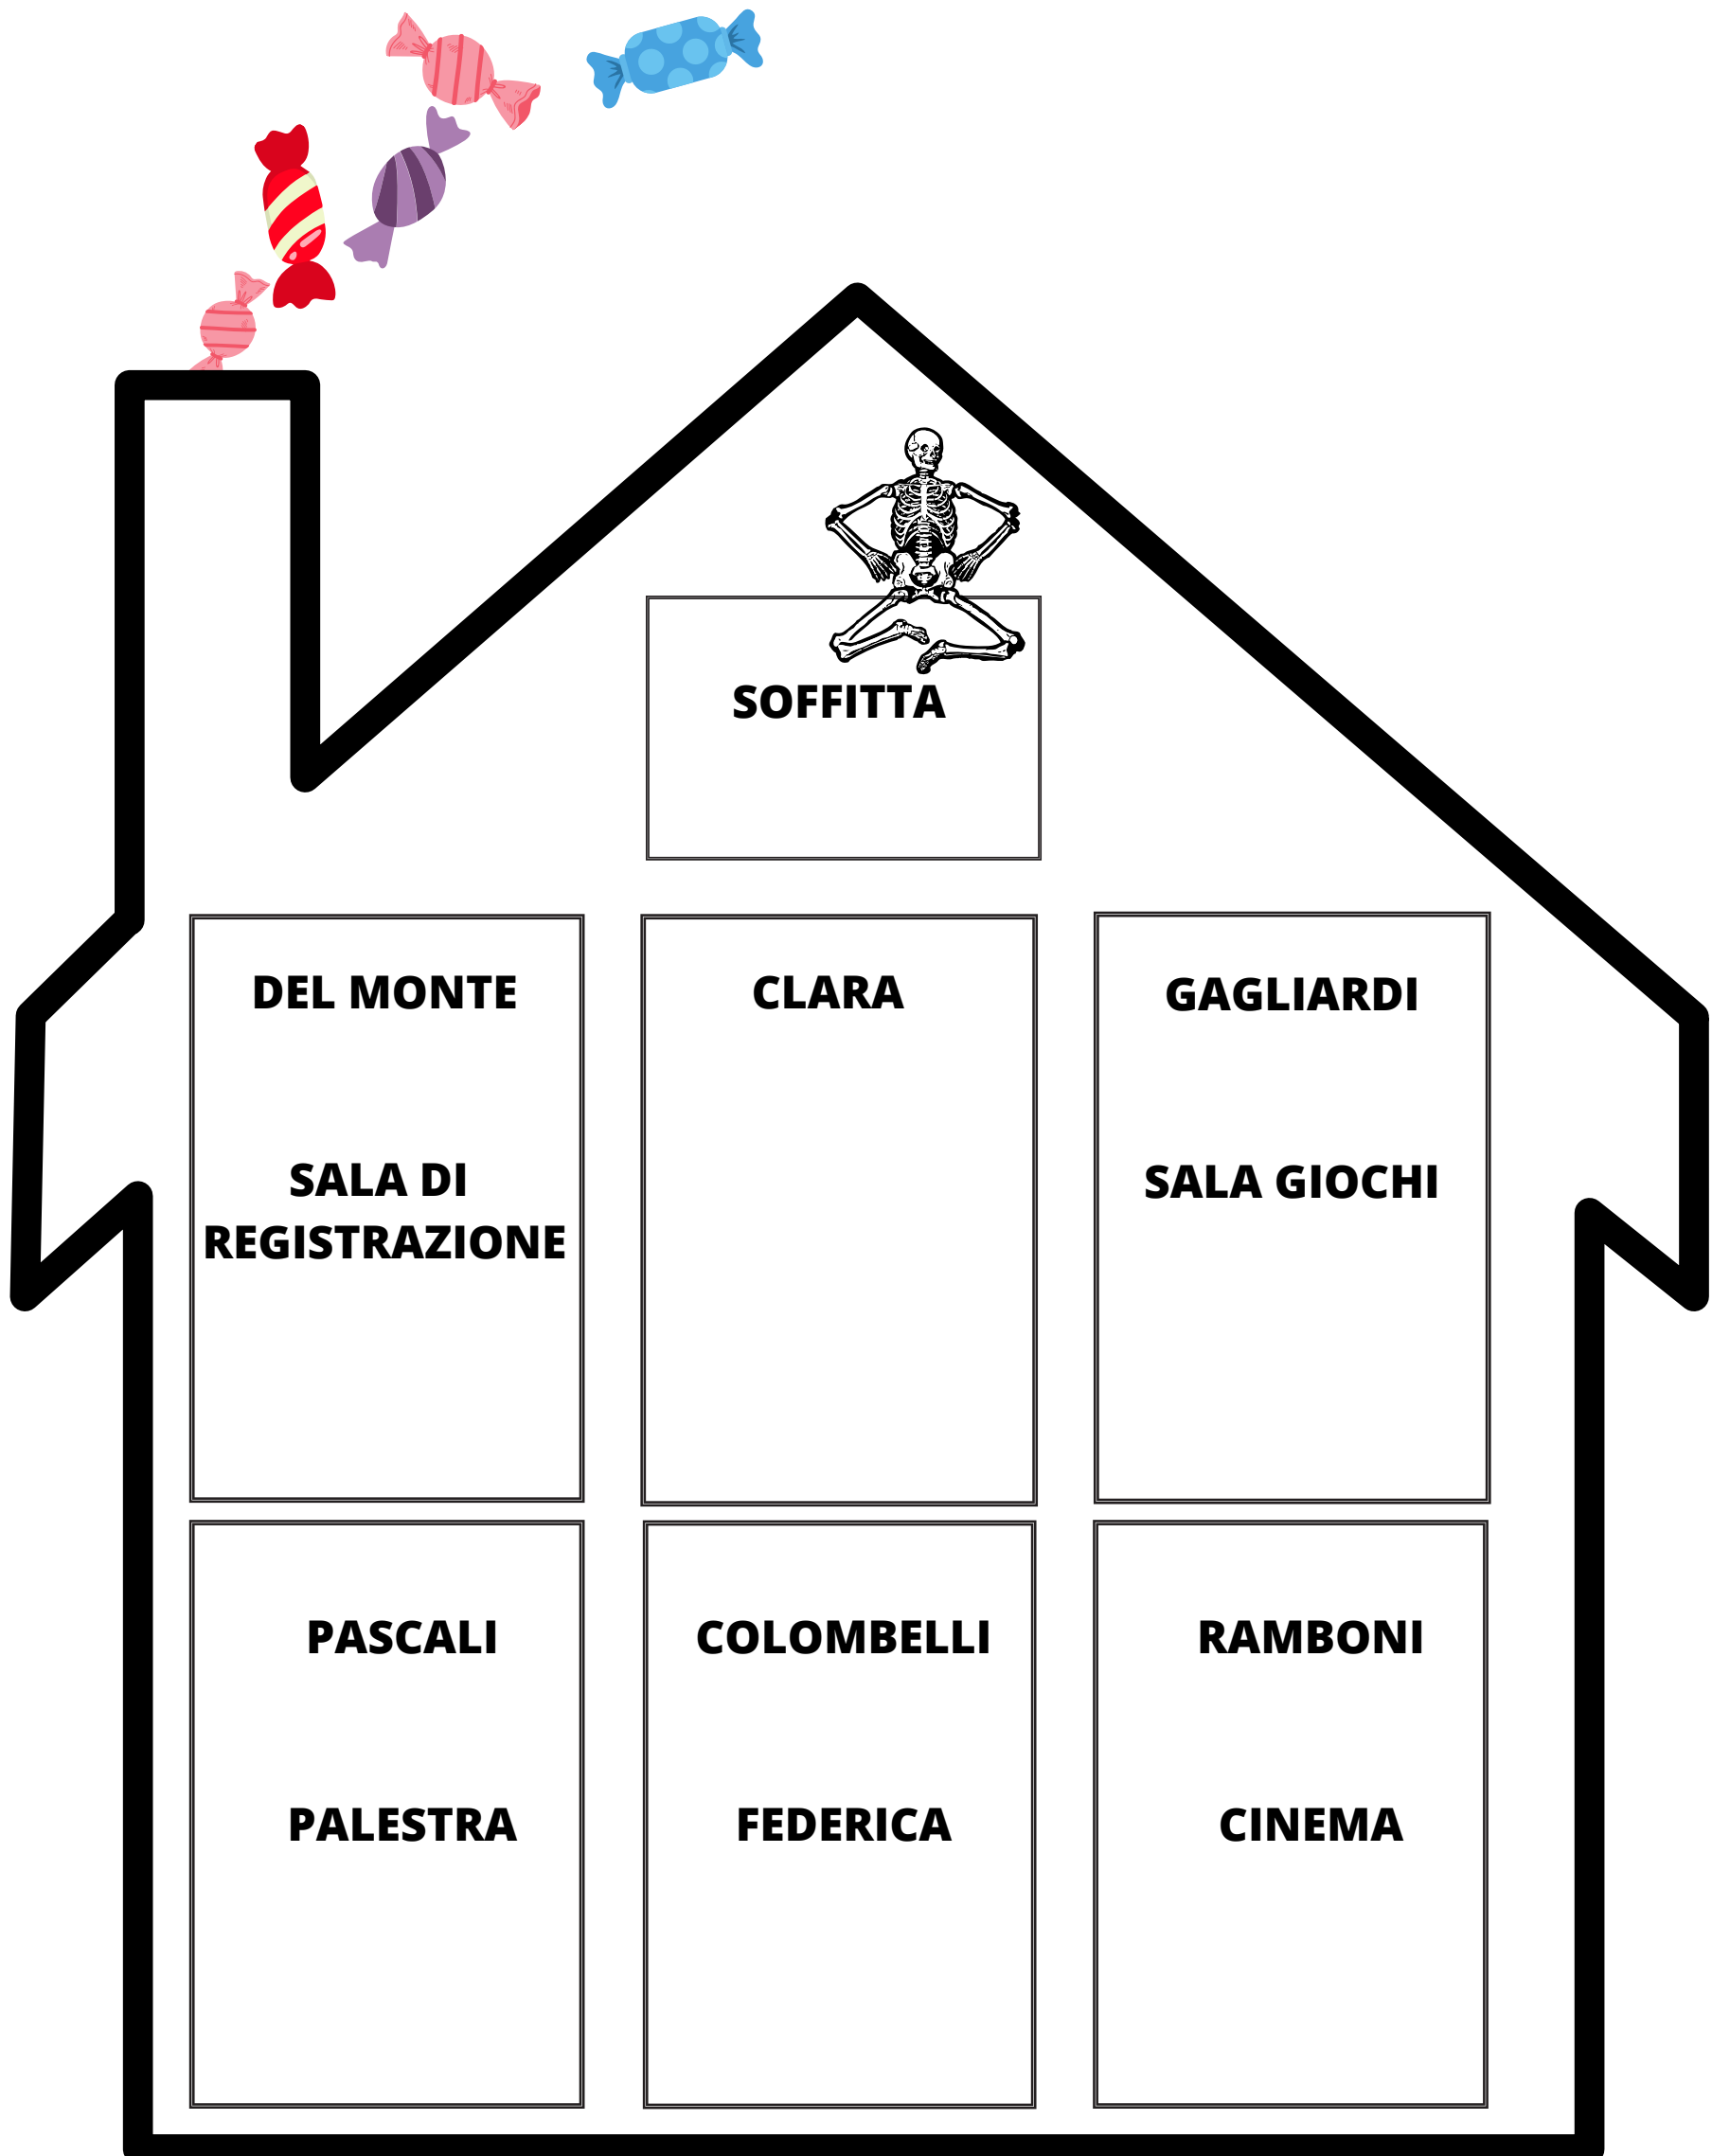 SOFFITTA
DEL MONTE
SALA DI
REGISTRAZIONE
CLARA
GAGLIARDI
SALA GIOCHI
PASCALI
PALESTRA
COLOMBELLI
FEDERICA
RAMBONI
CINEMA